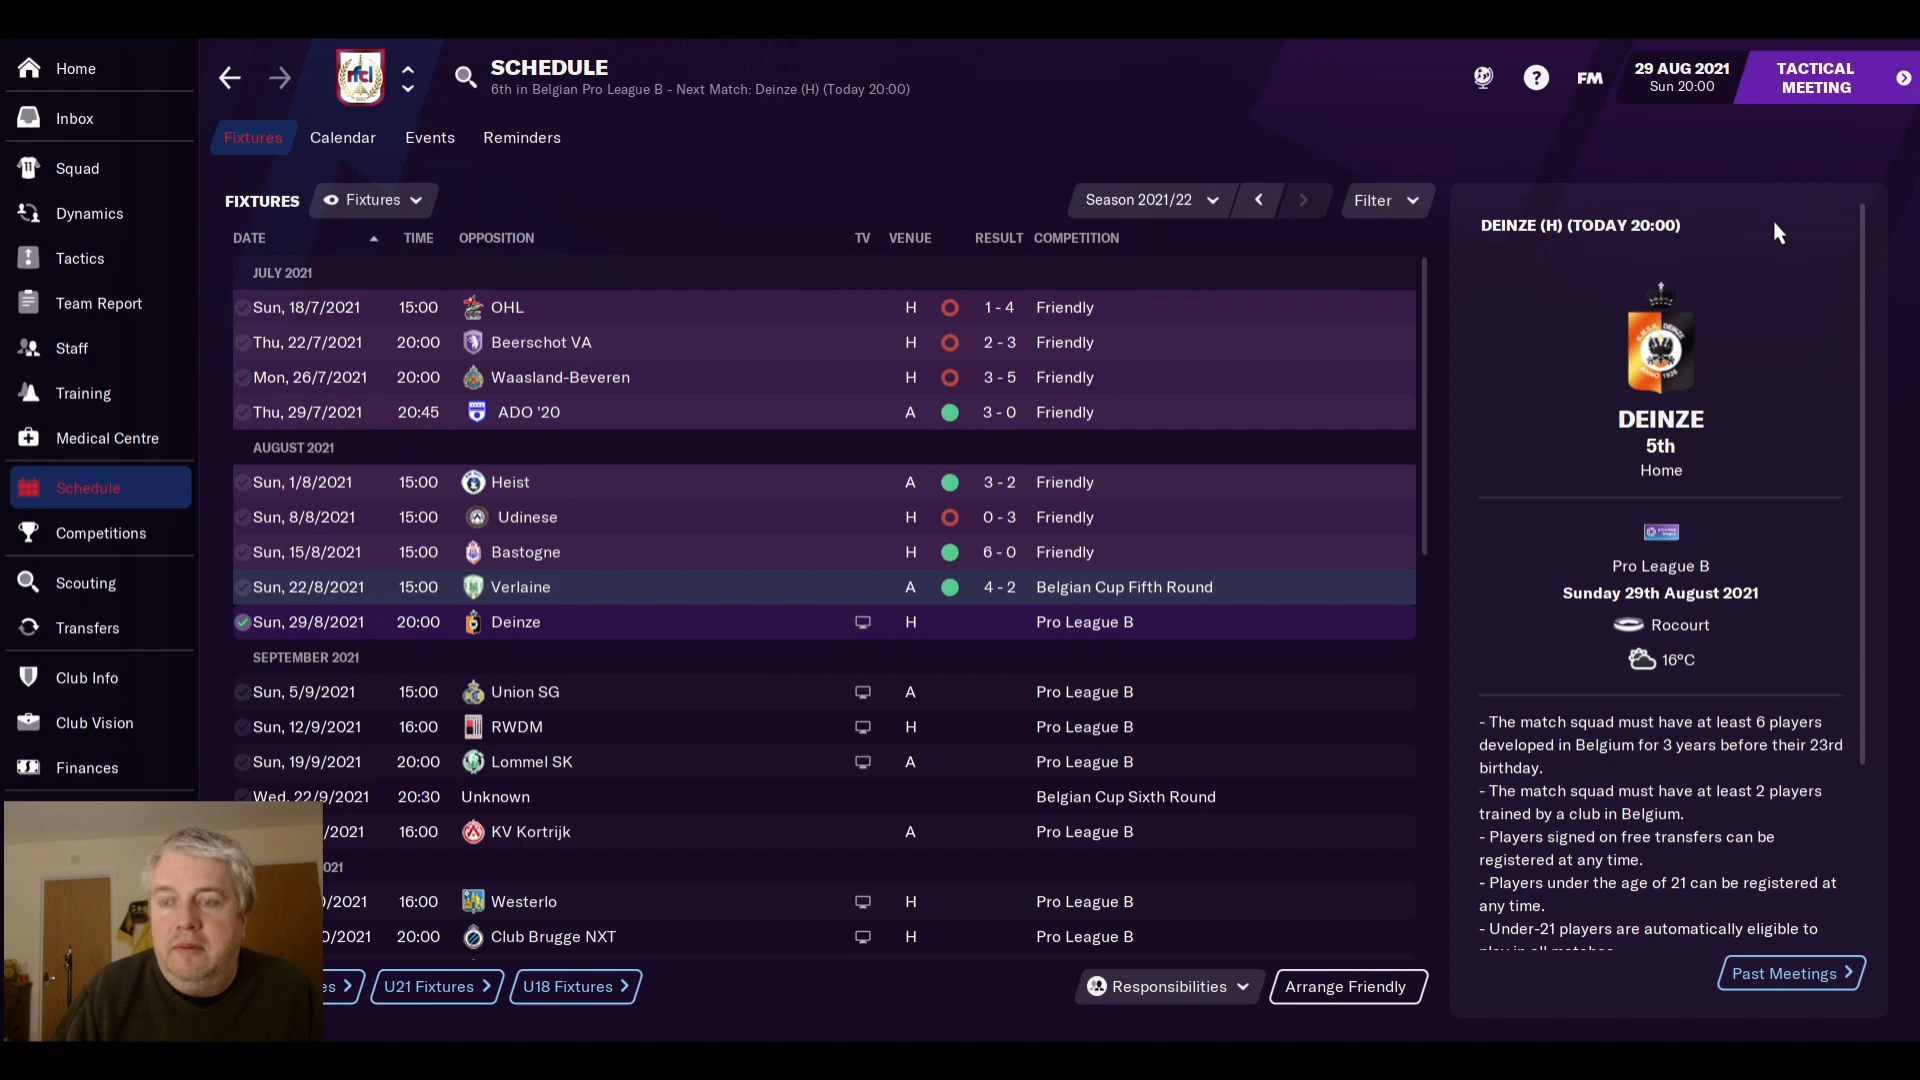 Home
Inbox
Squad
Dynamics
Tactics
Team Report
Staff
Training
Medical Centre
Schedule
Competitions
Scouting
Transfers
Club Info
Club Vision
Finances
rfcl
SCHEDULE
6th in Belgian Pro League B - Next Match: Deinze (H) (Today 20:00)
FM
29 AUG 2021
Sun 20:00
TACTICAL
MEETING
Fixtures Calendar Events Reminders
FIXTURES Fixtures Season 2021/22 Filter
DATE TIME OPPOSITION TV VENUE RESULT COMPETITION
JULY 2021
Sun, 18/7/2021 15:00 OHL H 1 - 4 Friendly
Thu, 22/7/2021 20:00 Beerschot VA H 2 - 3 Friendly
Mon, 26/7/2021 20:00 Waasland-Beveren H 3 - 5 Friendly
Thu, 29/7/2021 20:45 ADO '20 A 3 - 0 Friendly
AUGUST 2021
Sun, 1/8/2021 15:00 Heist A 3 - 2 Friendly
Sun, 8/8/2021 15:00 Udinese H 0 - 3 Friendly
Sun, 15/8/2021 15:00 Bastogne H 6 - 0 Friendly
Sun, 22/8/2021 15:00 Verlaine A 4 - 2 Belgian Cup Fifth Round
Sun, 29/8/2021 20:00 Deinze H Pro League B
SEPTEMBER 2021
Sun, 5/9/2021 15:00 Union SG A Pro League B
Sun, 12/9/2021 16:00 RWDM H Pro League B
Sun, 19/9/2021 20:00 Lommel SK A Pro League B
Wed, 22/9/2021 20:30 Unknown Belgian Cup Sixth Round
/2021 16:00 KV Kortrijk A Pro League B
021
/2021 16:00 Westerlo H Pro League B
0/2021 20:00 Club Brugge NXT H Pro League B
es U21 Fixtures U18 Fixtures Responsibilities Arrange Friendly
DEINZE (H) (TODAY 20:00)
DEINZE
5th
Home
Pro League B
Sunday 29th August 2021
Rocourt
16°C
- The match squad must have at least 6 players
developed in Belgium for 3 years before their 23rd
birthday.
- The match squad must have at least 2 players
trained by a club in Belgium.
- Players signed on free transfers can be
registered at any time.
- Players under the age of 21 can be registered at
any time.
- Under-21 players are automatically eligible to
play in all matches.
Past Meetings